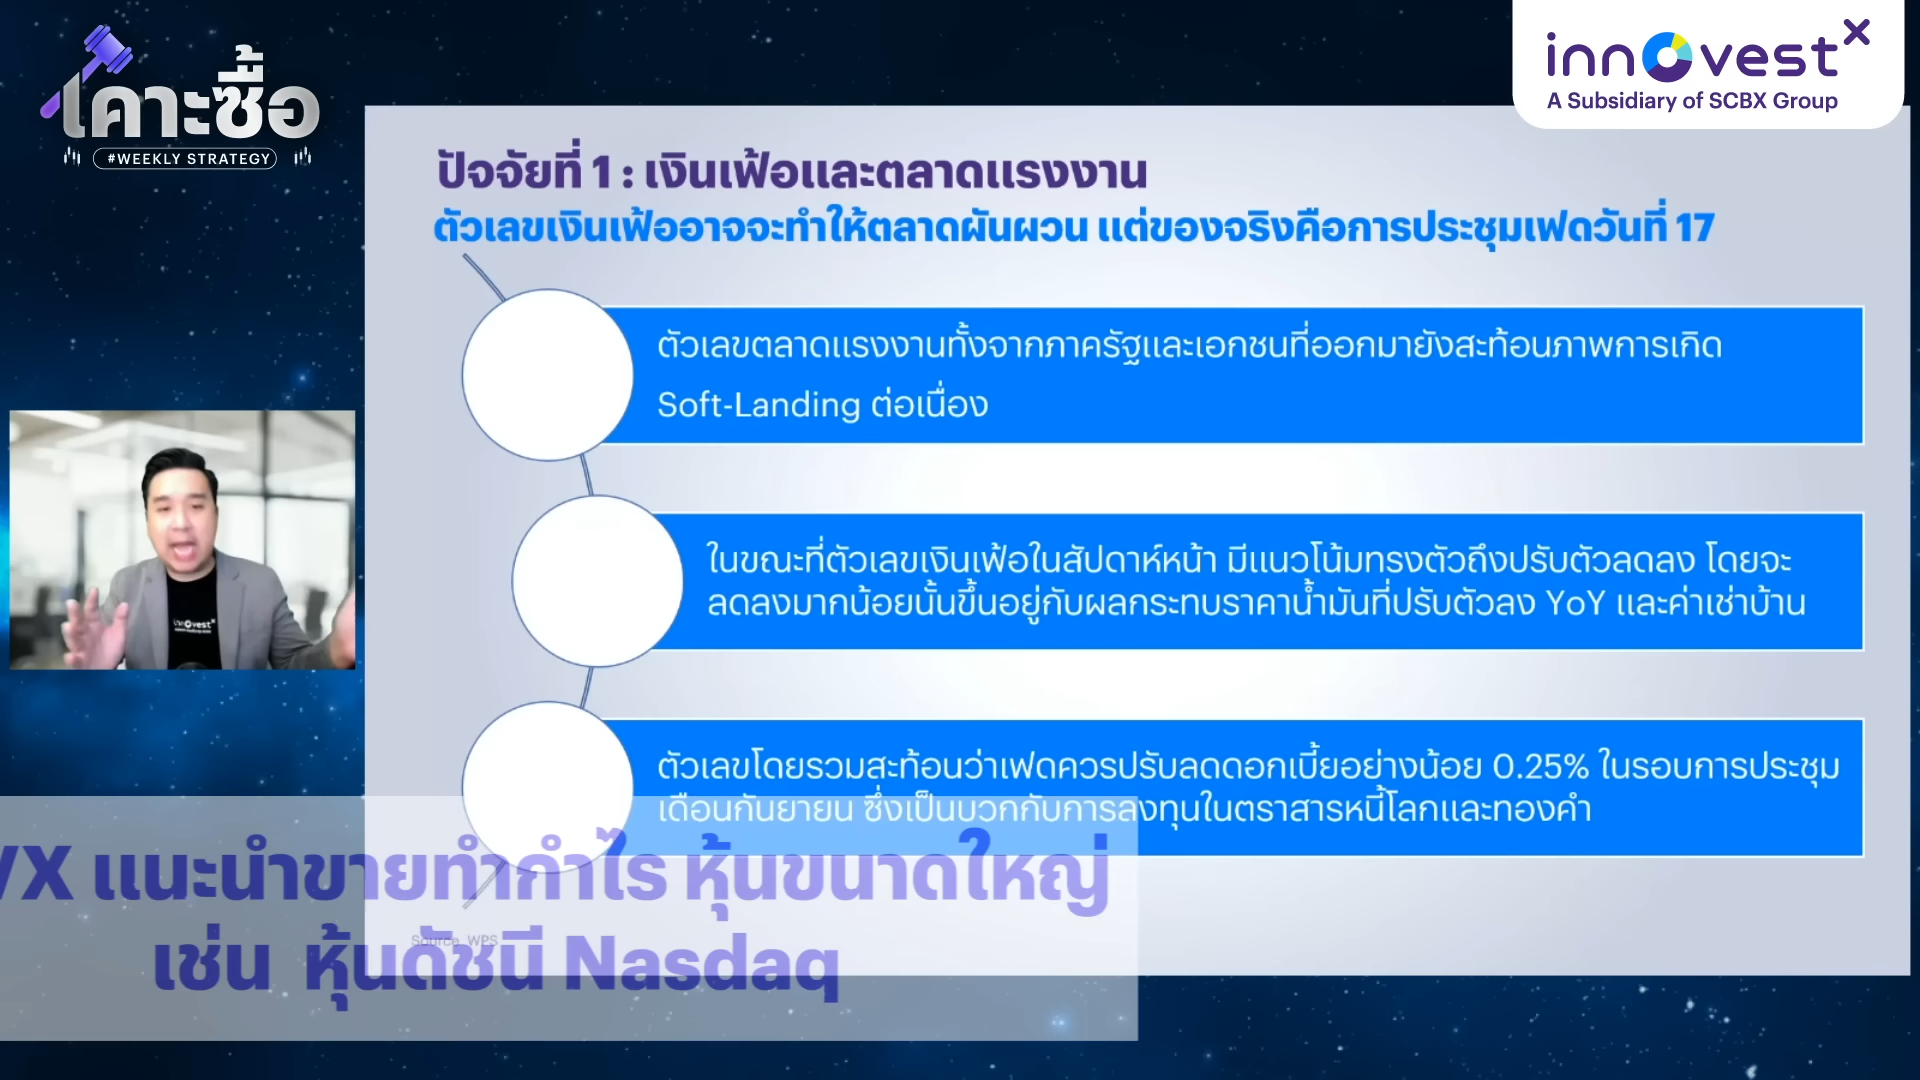 เคาะซื้อ
#WEEKLY STRATEGY
innovestx
A Subsidiary of SCBX Group
ปัจจัยที่ 1 : เงินเฟ้อและตลาดแรงงาน
ตัวเลขเงินเฟ้ออาจจะทำให้ตลาดผันผวน แต่ของจริงคือการประชุมเฟดวันที่ 17
ตัวเลขตลาดแรงงานทั้งจากภาครัฐและเอกชนที่ออกมายังสะท้อนภาพการเกิด
Soft-Landing ต่อเนื่อง
ในขณะที่ตัวเลขเงินเฟ้อในสัปดาห์หน้า มีแนวโน้มทรงตัวถึงปรับตัวลดลง โดยจะ
ลดลงมากน้อยนั้นขึ้นอยู่กับผลกระทบราคาน้ำมันที่ปรับตัวลง YoY และค่าเช่าบ้าน
innovestx
ตัวเลขโดยรวมสะท้อนว่าเฟดควรปรับลดดอกเบี้ยอย่างน้อย 0.25% ในรอบการประชุม
เดือนกันยายน ซึ่งเป็นบวกกับการลงทุนในตราสารหนี้โลกและทองคำ
VX แนะนำขายทำกำไร หุ้นขนาดใหญ่
Source WPS
เช่น หุ้นดัชนี Nasdaq